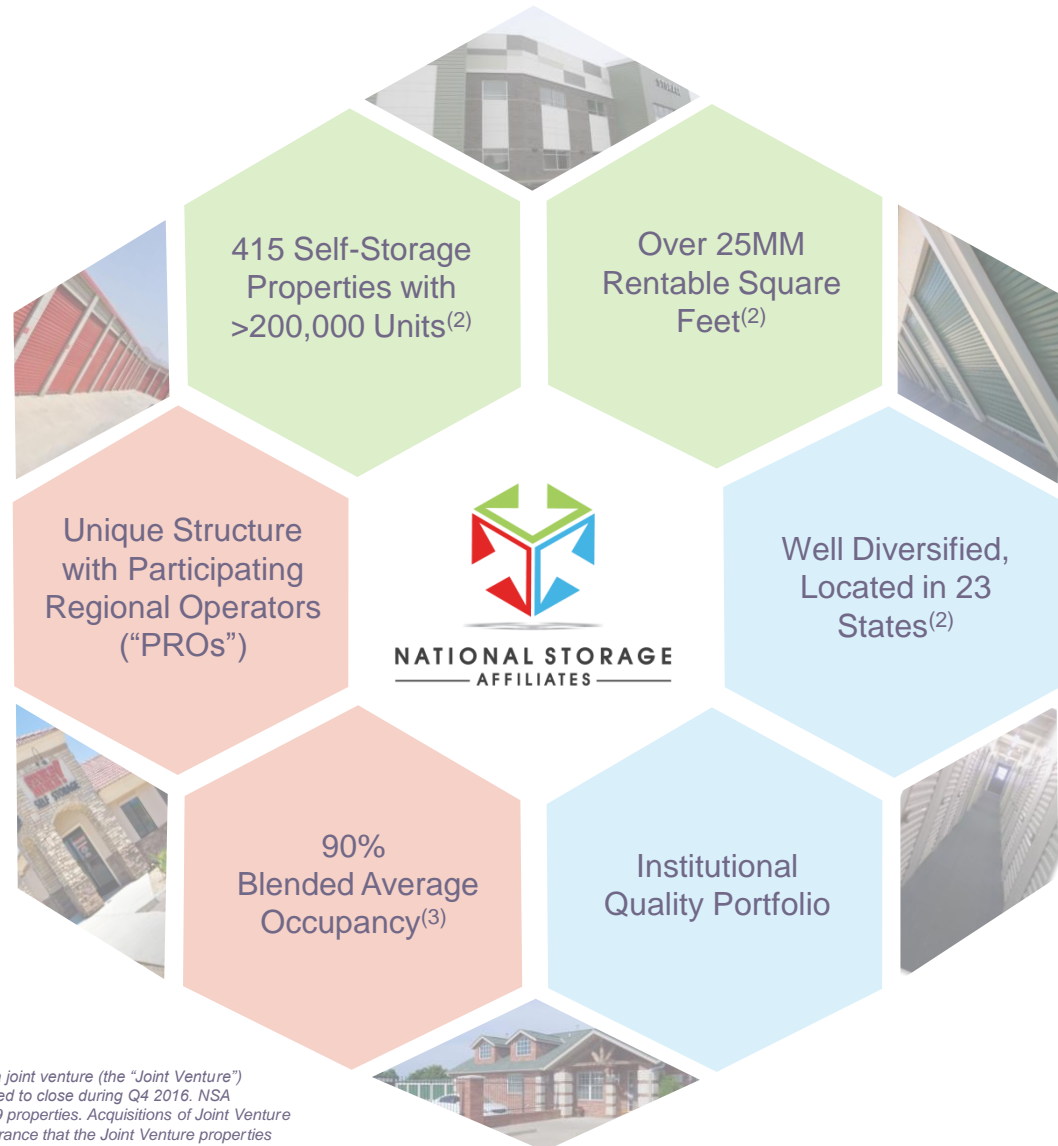 415 Self-Storage
Properties with
>200,000 Units(2)
Over 25MM
Rentable Square
Feet(2)
Unique Structure
with Participating
Regional Operators
(“PROs”)
NATIONAL STORAGE
AFFILIATES
Well Diversified,
Located in 23
States(2)
90%
Blended Average
Occupancy(3)
Institutional
Quality Portfolio
SELF STORAGE
joint venture (the “Joint Venture”)
ed to close during Q4 2016. NSA
9 properties. Acquisitions of Joint Venture
rance that the Joint Venture properties